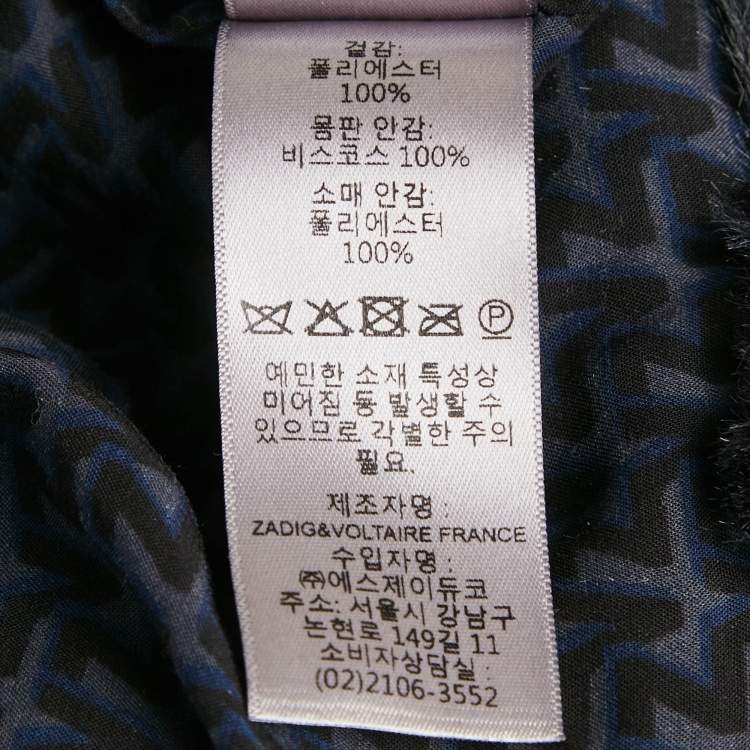 겉감:
폴리에스터
100%
몸판 안감:
비스코스 100%
소매 안감:
폴리에스터
100%
P
예민한 소재 특성상
미어짐 등 발생할 수
있으므로 각별한 주의
필요.
제조자명 :
ZADIG&VOLTAIRE FRANCE
수입자명 :
㈜에스제이듀코
주소: 서울시 강남구
논현로 149길 11
소비자상담실 :
(02)2106-3552